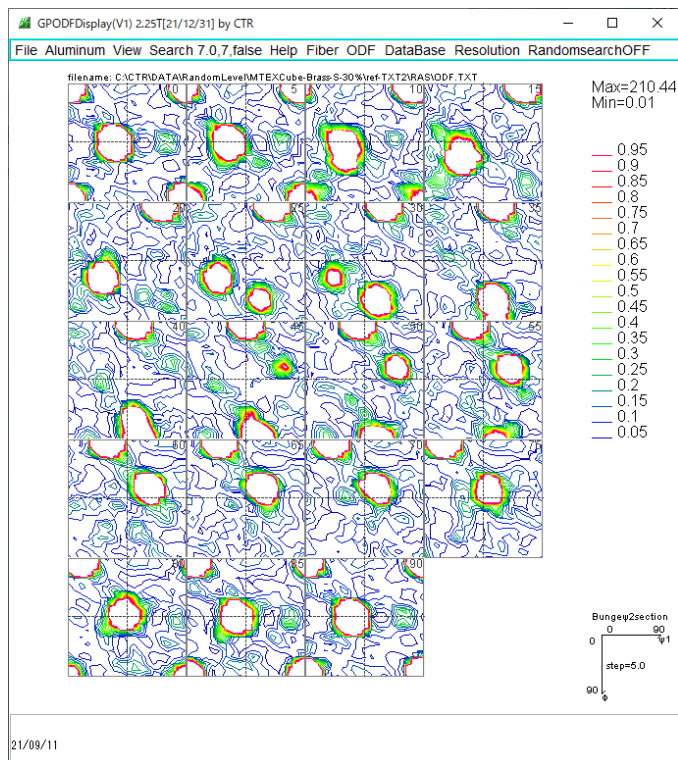 GPODFDisplay(V1) 2.25T[21/12/31] by CTR
File Aluminum View Search 7.0,7,false Help Fiber ODF DataBase Resolution RandomsearchOFF
filename: C:\CTR\DATA\RandomLevel\MTEXCube-Brass-S-30%\ref-TXT2\RAS\ODF.TXT
Max=210.44
Min=0.01
0 5 10 15
20 25 30 35
40 45 50 55
60 65 70 75
80 85 90
0.95
0.9
0.85
0.8
0.75
0.7
0.65
0.6
0.55
0.5
0.45
0.4
0.35
0.3
0.25
0.2
0.15
0.1
0.05
Bungeψ2section
0 90
0 ψ1
step=5.0
90
Φ
21/09/11